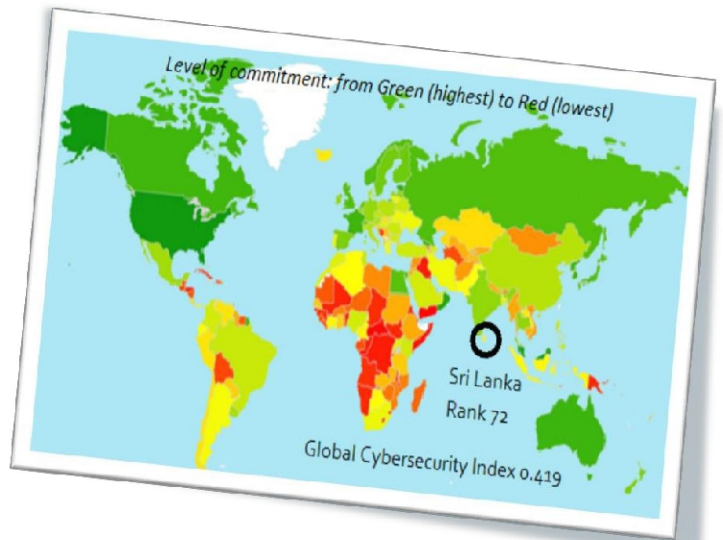 Level of commitment: from Green (highest) to Red (lowest)
Sri Lanka
Rank 72
Global Cybersecurity Index 0.419